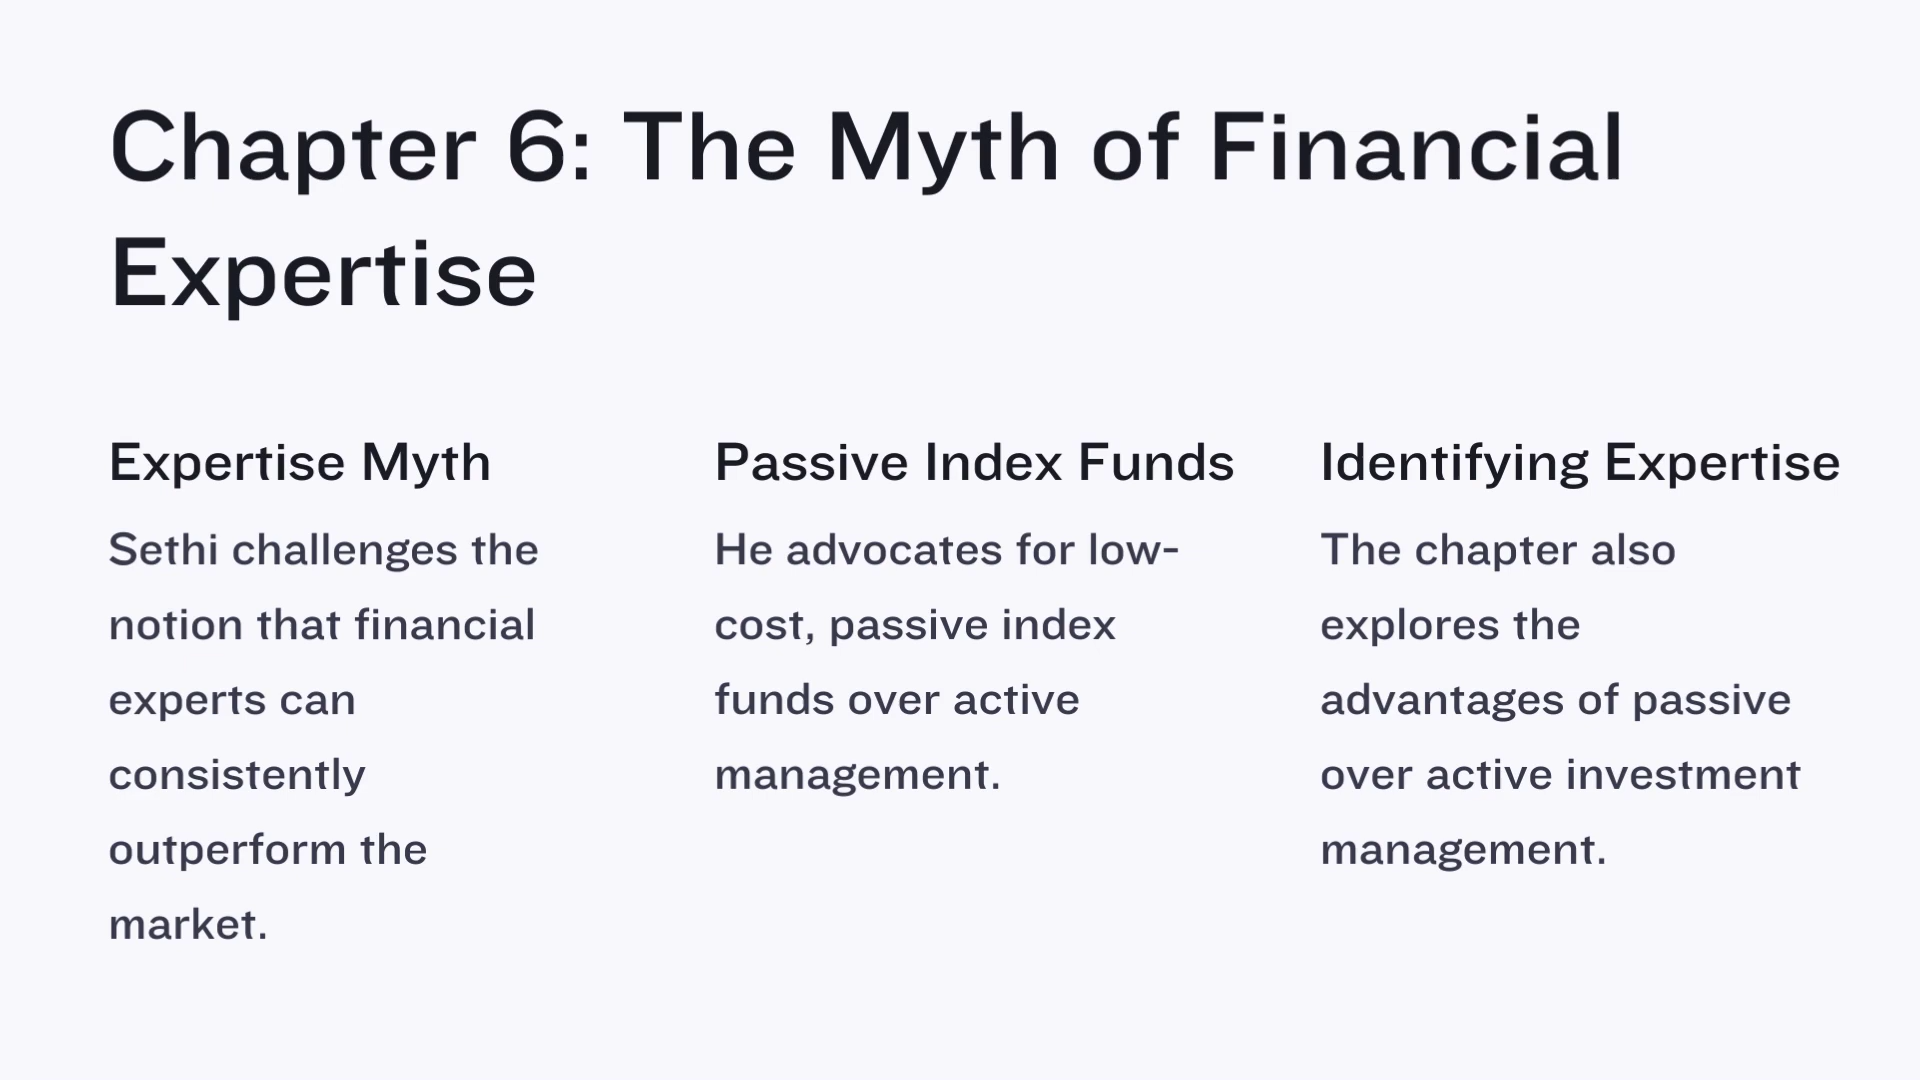 Chapter 6: The Myth of Financial
Expertise
Expertise Myth
Sethi challenges the
notion that financial
experts can
consistently
outperform the
market.
Passive Index Funds
He advocates for low-
cost, passive index
funds over active
management.
Identifying Expertise
The chapter also
explores the
advantages of passive
over active investment
management.